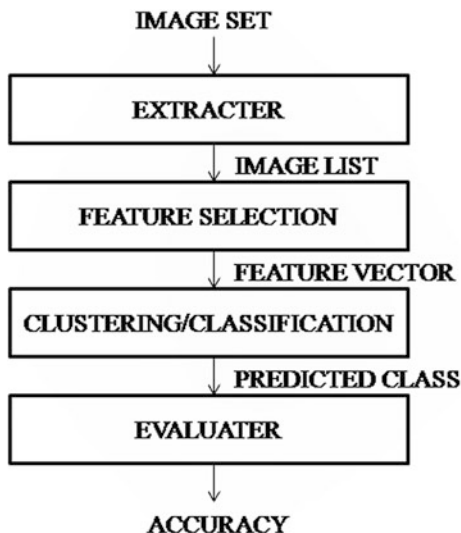 IMAGE SET
EXTRACTER
IMAGE LIST
FEATURE SELECTION
FEATURE VECTOR
CLUSTERING/CLASSIFICATION
PREDICTED CLASS
EVALUATER
ACCURACY